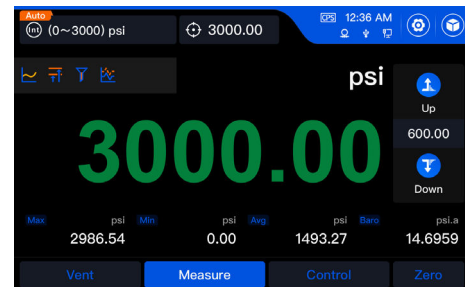 Auto
Int (0~3000) psi
3000.00
GPS 12:36 AM
psi
Up
3000.00
600.00
Down
Max psi Min psi Avg psi Baro psi.a
2986.54 0.00 1493.27 14.6959
Vent Measure Control Zero